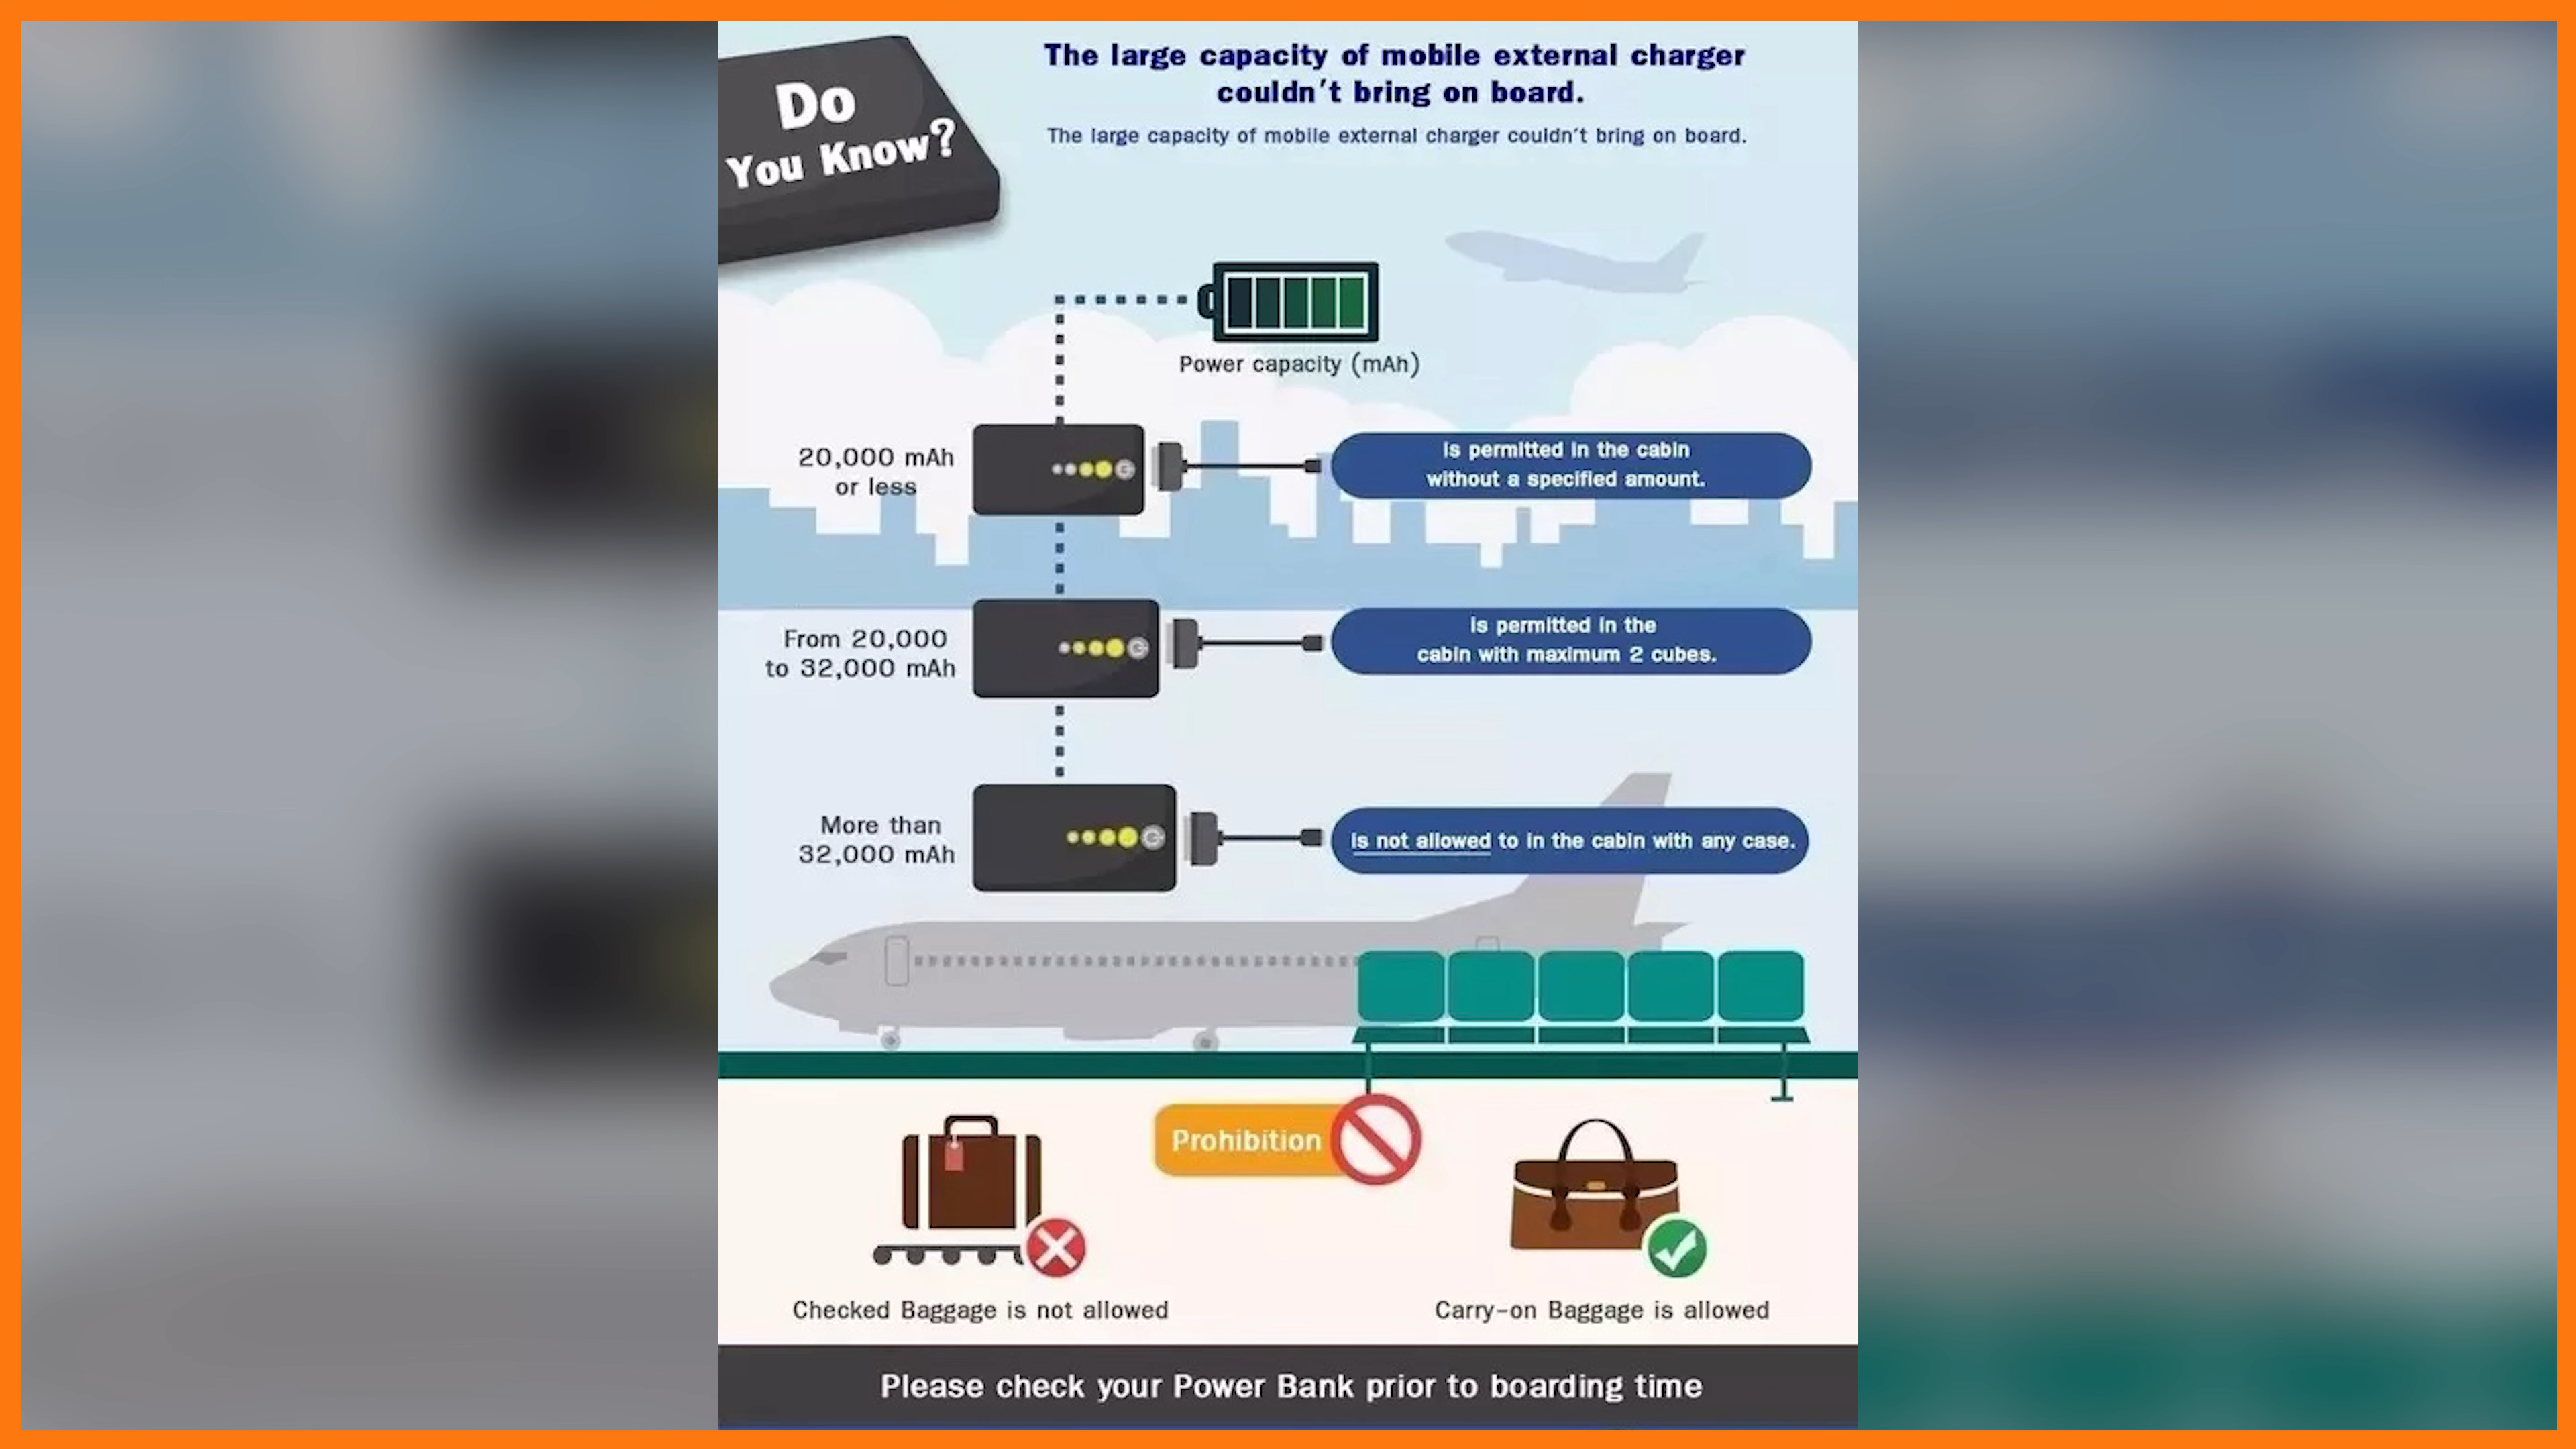 Do
You Know?
The large capacity of mobile external charger
couldn't bring on board.
The large capacity of mobile external charger couldn't bring on board.
Power capacity (mAh)
20,000 mAh
or less
is permitted in the cabin
without a specified amount.
From 20,000
to 32,000 mAh
is permitted in the
cabin with maximum 2 cubes.
More than
32,000 mAh
is not allowed to in the cabin with any case.
Prohibition
Checked Baggage is not allowed
Carry-on Baggage is allowed
Please check your Power Bank prior to boarding time